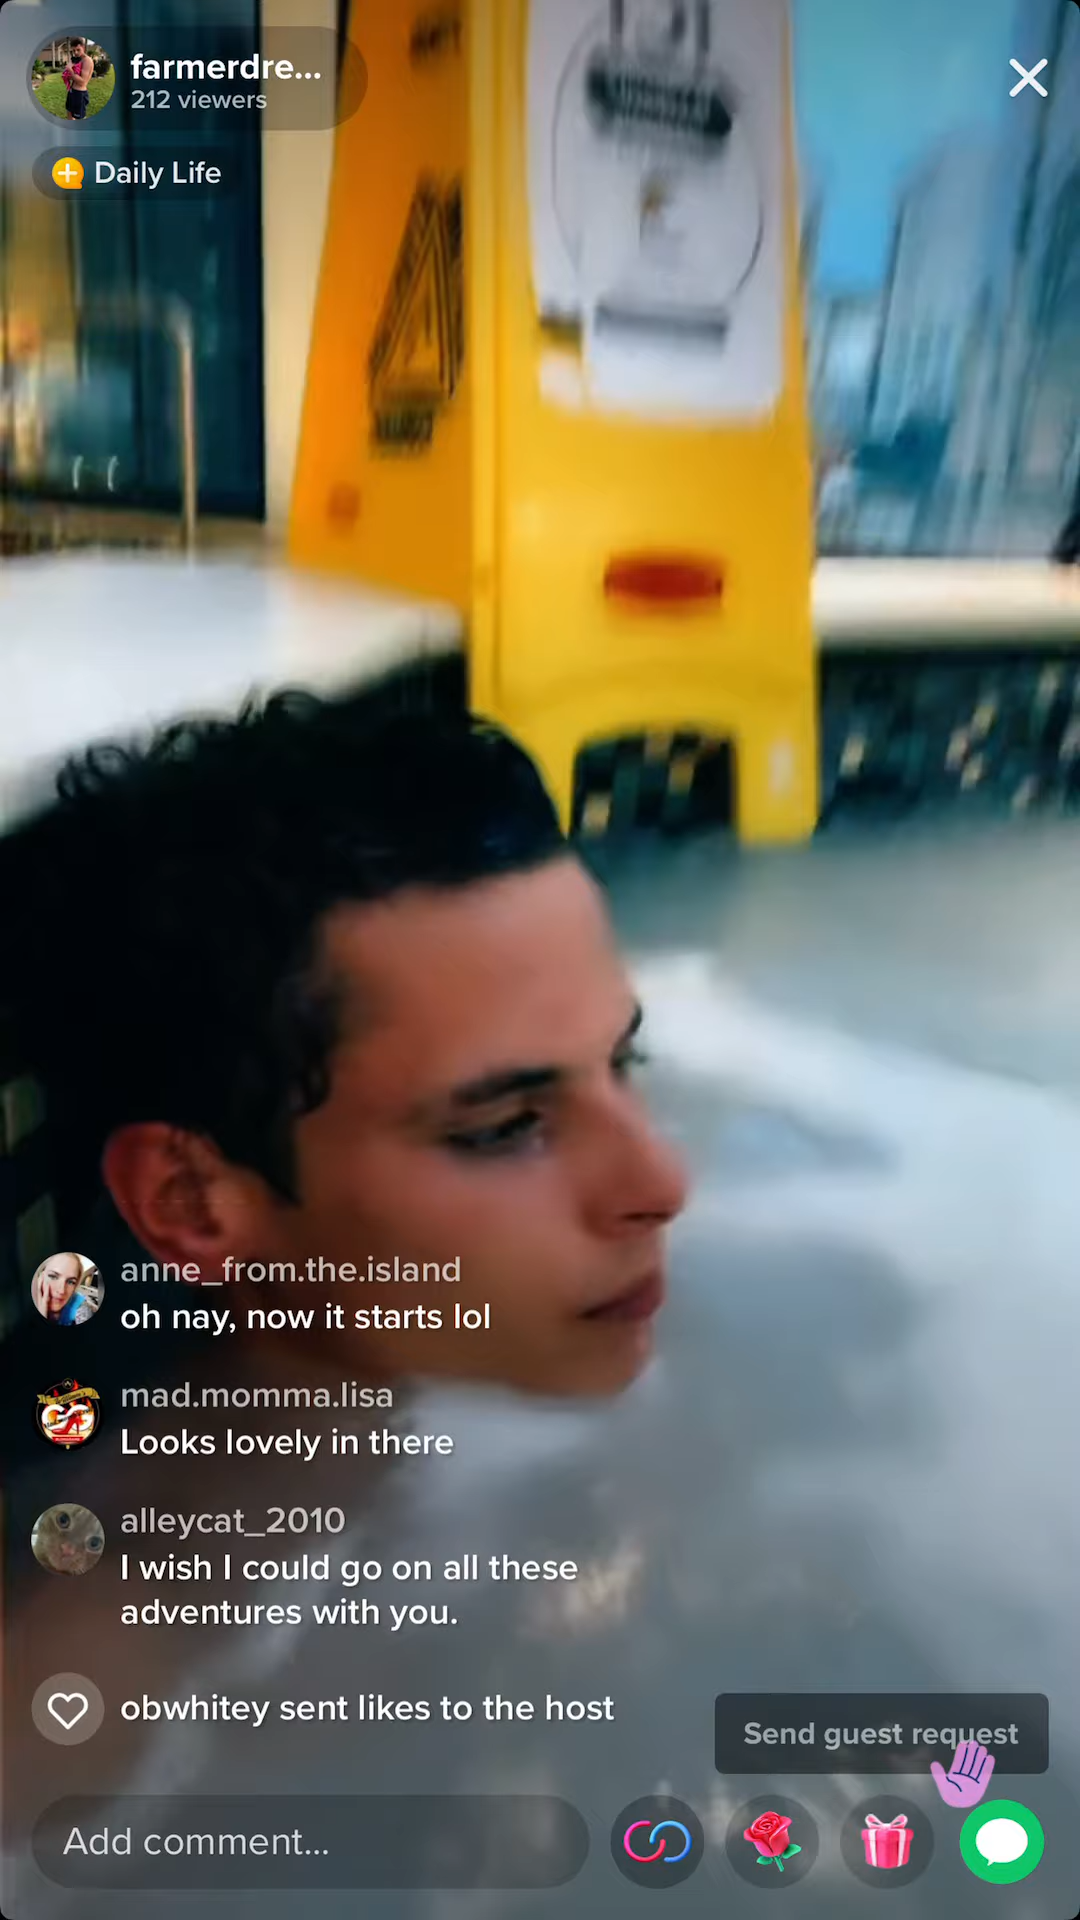 farmerdre...
212 viewers
Daily Life
anne_from.the.island
oh nay, now it starts lol
mad.momma.lisa
Looks lovely in there
alleycat_2010
I wish I could go on all these
adventures with you.
obwhitey sent likes to the host
Send guest request
Add comment...